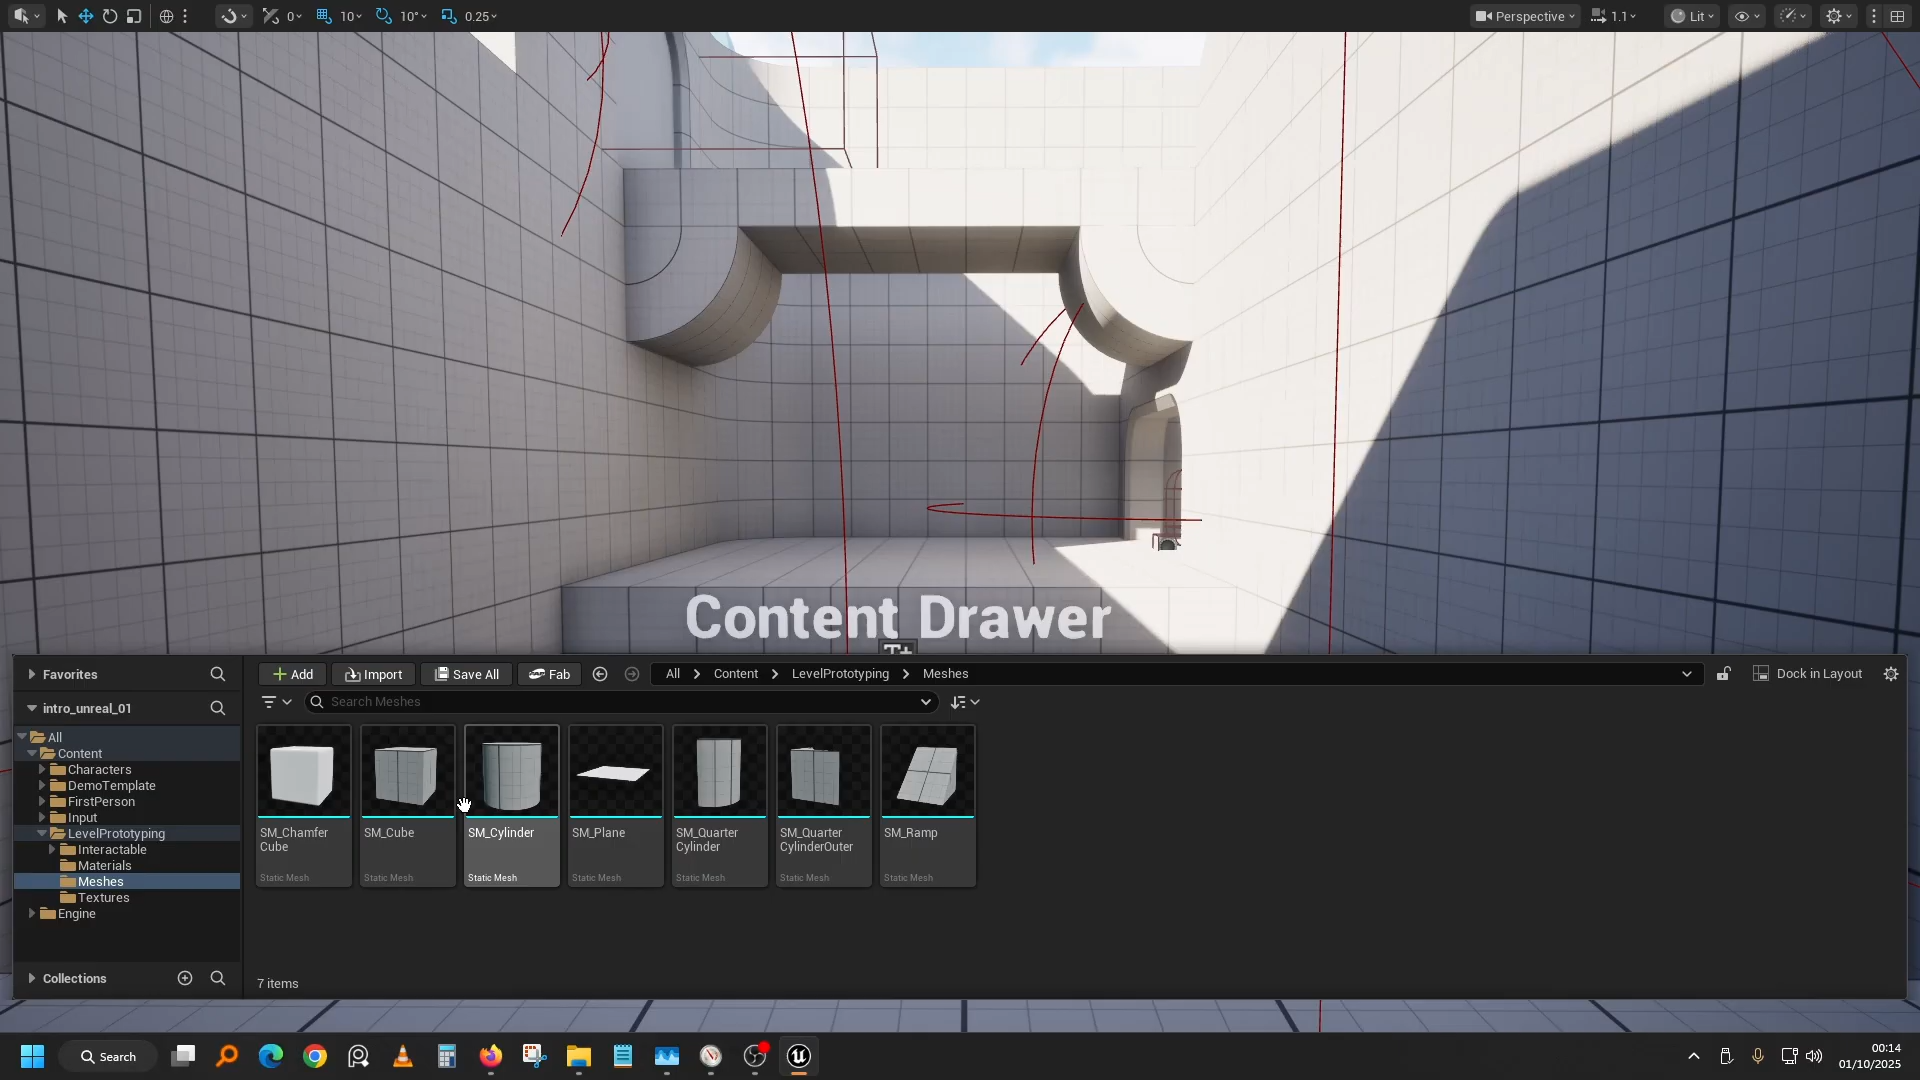 0
10
10°
0.25
Perspective
1.1
Lit
Content Drawer
Favorites
Add
Import
Save All
Fab
All
Content
LevelPrototyping
Meshes
Dock in Layout
intro_unreal_01
Search Meshes
All
Content
Characters
DemoTemplate
FirstPerson
Input
LevelPrototyping
Interactable
Materials
Meshes
Textures
Engine
SM_Chamfer
Cube
Static Mesh
SM_Cube
Static Mesh
SM_Cylinder
Static Mesh
SM_Plane
Static Mesh
SM_Quarter
Cylinder
Static Mesh
SM_Quarter
CylinderOuter
Static Mesh
SM_Ramp
Static Mesh
Collections
7 items
Search
00:14
01/10/2025